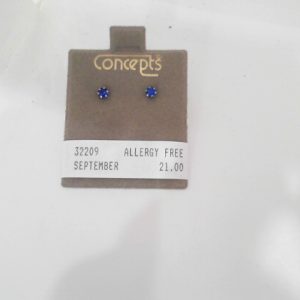 Concepts
32209 ALLERGY FREE
SEPTEMBER 21.00